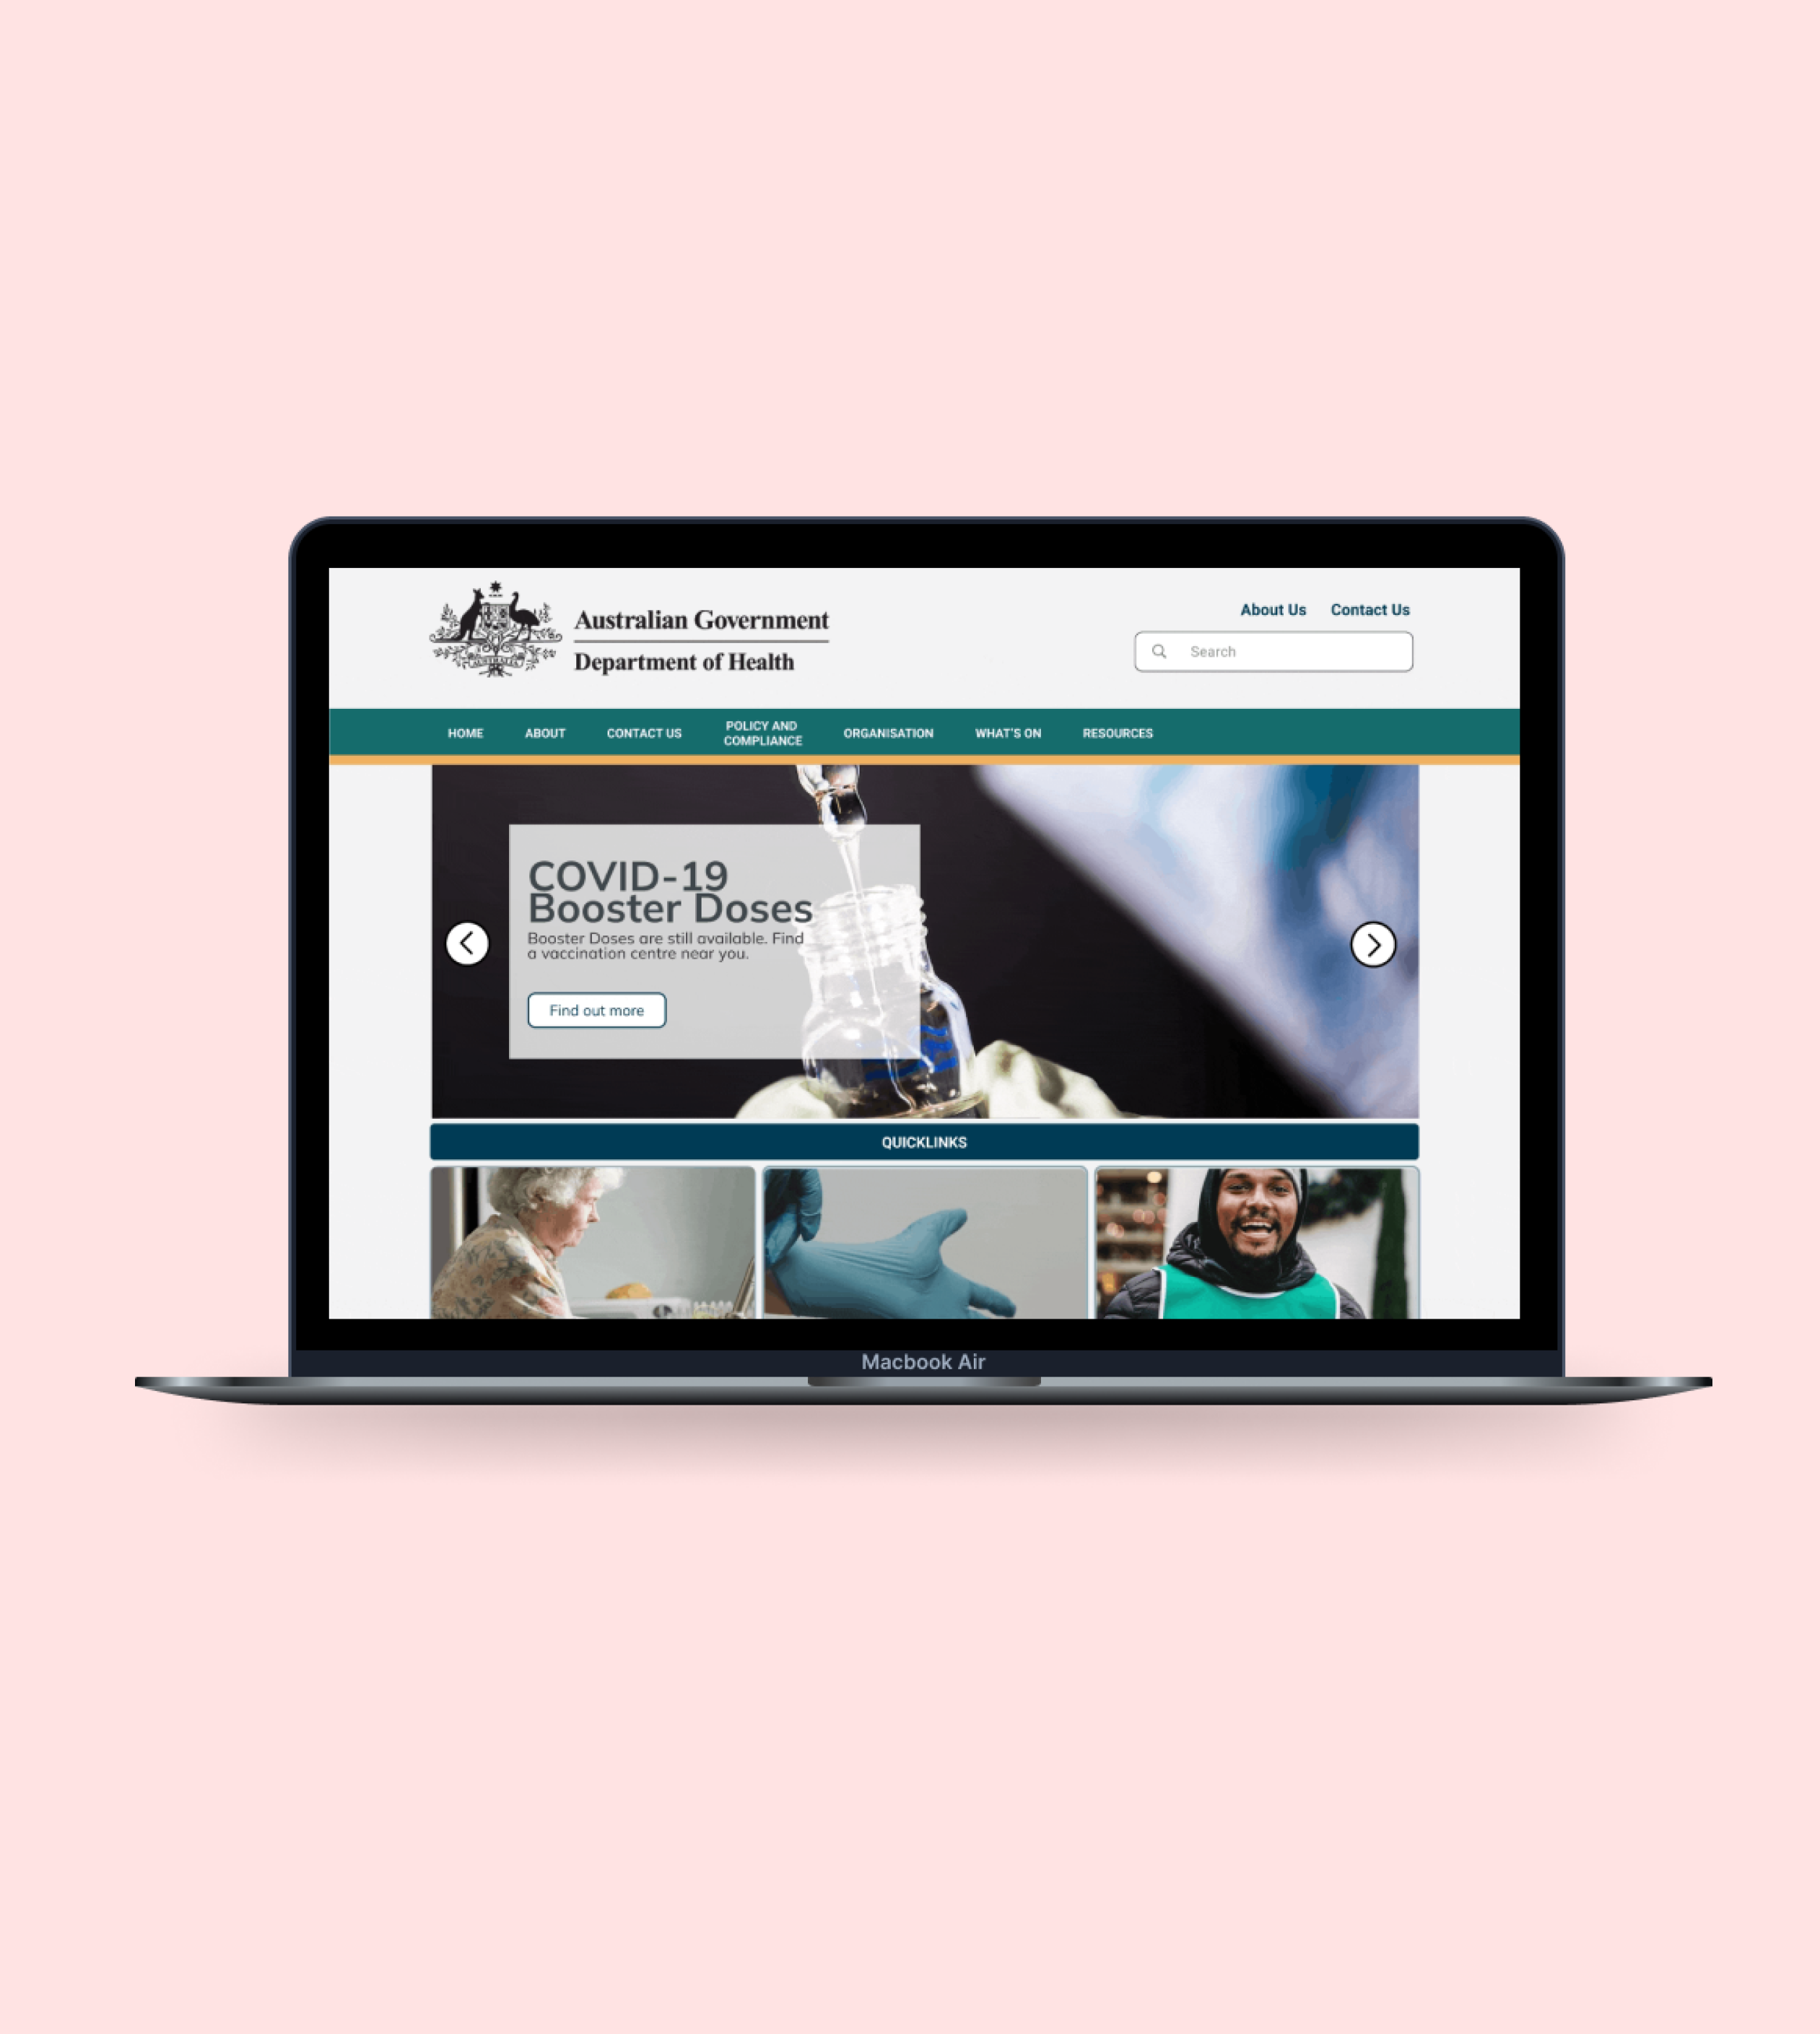 Australian Government
Department of Health
AUSTRALIA
About Us Contact Us
Search
HOME ABOUT CONTACT US POLICY AND COMPLIANCE ORGANISATION WHAT'S ON RESOURCES
COVID-19
Booster Doses
Booster Doses are still available. Find
a vaccination centre near you.
Find out more
QUICKLINKS
Macbook Air